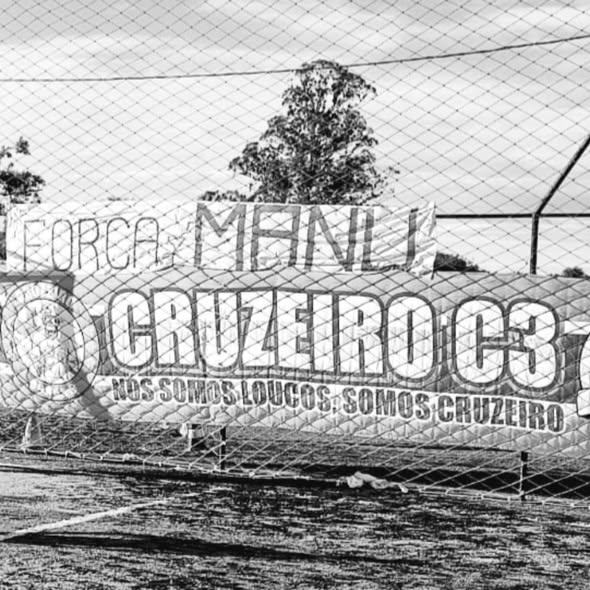 FORÇA MANU
CRUZEIRO C3
NÓS SOMOS LOUCOS, SOMOS CRUZEIRO